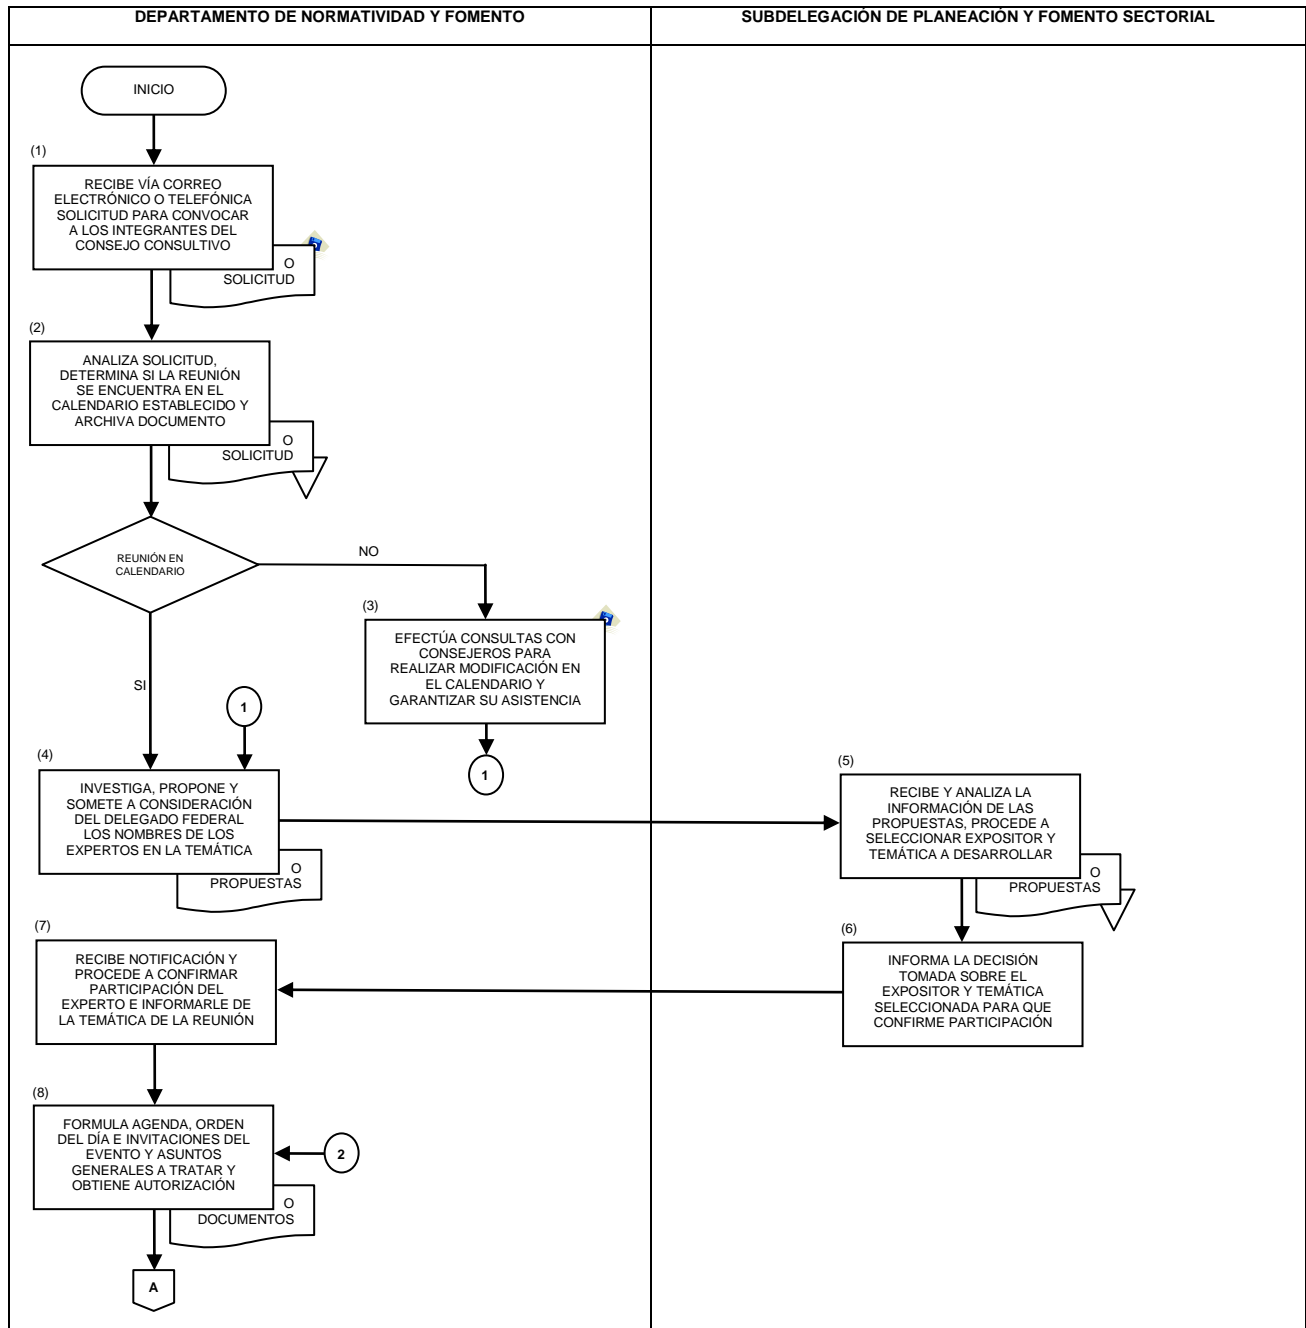 DEPARTAMENTO DE NORMATIVIDAD Y FOMENTO
SUBDELEGACIÓN DE PLANEACIÓN Y FOMENTO SECTORIAL
INICIO
(1)
RECIBE VÍA CORREO
ELECTRÓNICO O TELEFÓNICA
SOLICITUD PARA CONVOCAR
A LOS INTEGRANTES DEL
CONSEJO CONSULTIVO
O
SOLICITUD
(2)
ANALIZA SOLICITUD,
DETERMINA SI LA REUNIÓN
SE ENCUENTRA EN EL
CALENDARIO ESTABLECIDO Y
ARCHIVA DOCUMENTO
O
SOLICITUD
REUNIÓN EN
CALENDARIO
NO
(3)
EFECTÚA CONSULTAS CON
CONSEJEROS PARA
REALIZAR MODIFICACIÓN EN
EL CALENDARIO Y
GARANTIZAR SU ASISTENCIA
1
SI
1
(4)
INVESTIGA, PROPONE Y
SOMETE A CONSIDERACIÓN
DEL DELEGADO FEDERAL
LOS NOMBRES DE LOS
EXPERTOS EN LA TEMÁTICA
O
PROPUESTAS
(5)
RECIBE Y ANALIZA LA
INFORMACIÓN DE LAS
PROPUESTAS, PROCEDE A
SELECCIONAR EXPOSITOR Y
TEMÁTICA A DESARROLLAR
O
PROPUESTAS
(6)
INFORMA LA DECISIÓN
TOMADA SOBRE EL
EXPOSITOR Y TEMÁTICA
SELECCIONADA PARA QUE
CONFIRME PARTICIPACIÓN
(7)
RECIBE NOTIFICACIÓN Y
PROCEDE A CONFIRMAR
PARTICIPACIÓN DEL
EXPERTO E INFORMARLE DE
LA TEMÁTICA DE LA REUNIÓN
(8)
FORMULA AGENDA, ORDEN
DEL DÍA E INVITACIONES DEL
EVENTO Y ASUNTOS
GENERALES A TRATAR Y
OBTIENE AUTORIZACIÓN
2
O
DOCUMENTOS
A